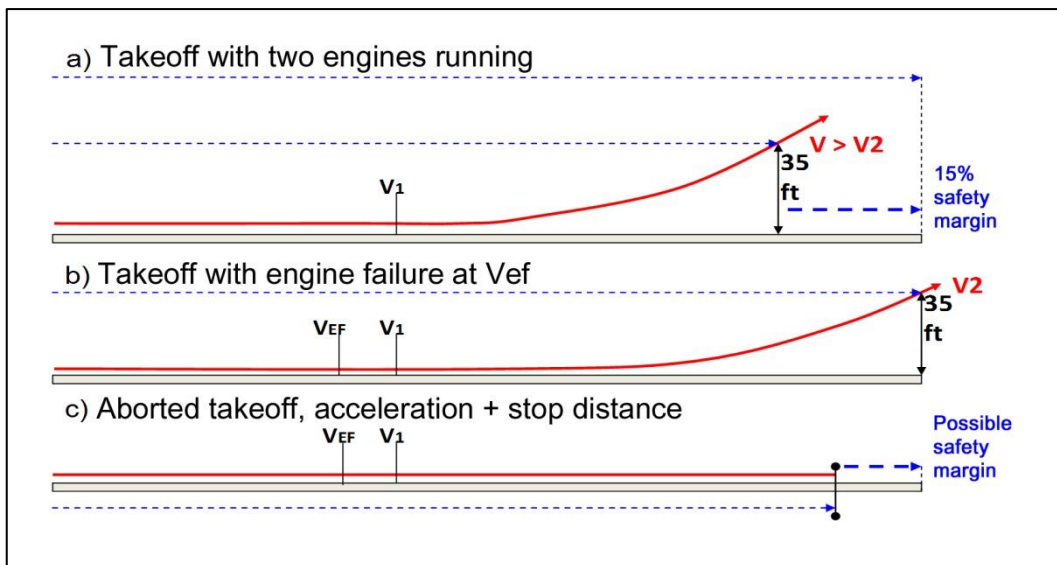 a) Takeoff with two engines running
V > V2
35
ft
V1
15%
safety
margin
b) Takeoff with engine failure at Vef
V2
35
ft
VEF
V1
c) Aborted takeoff, acceleration + stop distance
VEF
V1
Possible
safety
margin